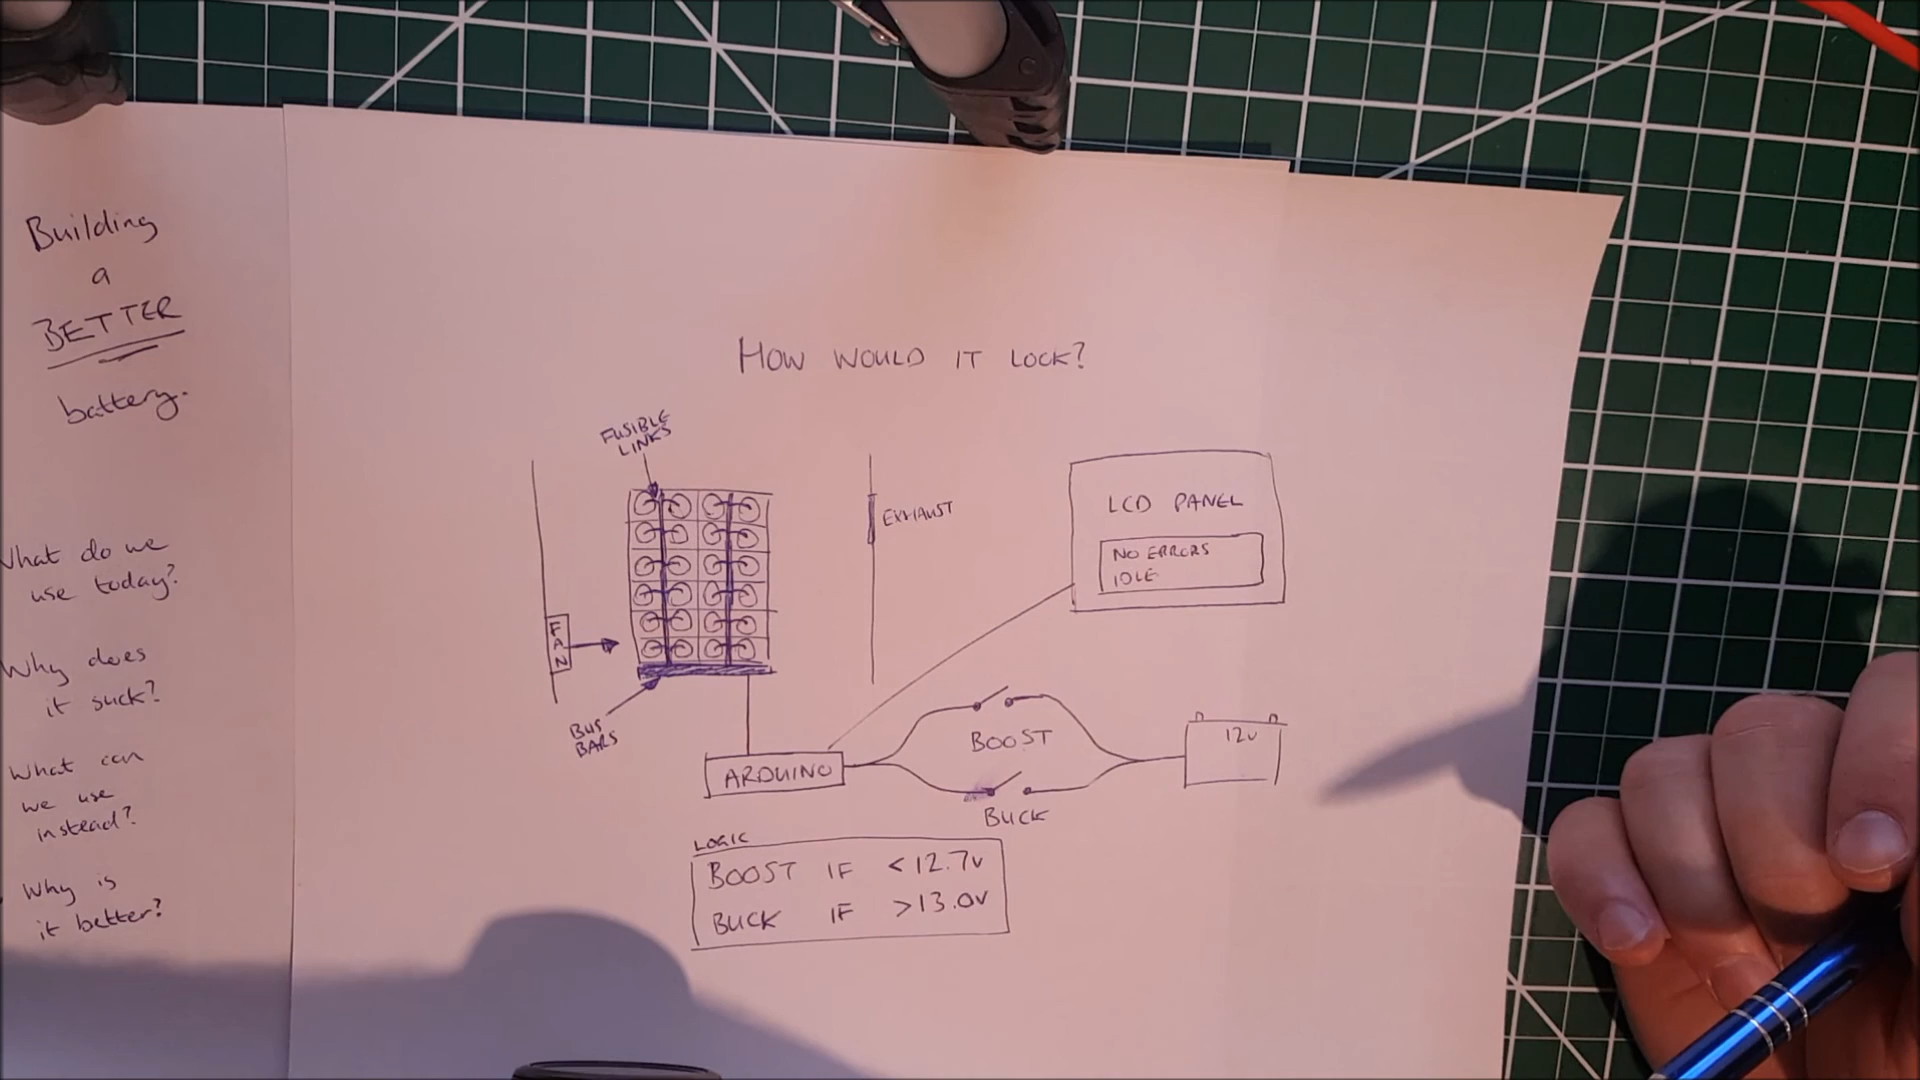 Building
a
BETTER
battery.
What do we
use today?
Why does
it suck?
What can
we use
instead?
Why is
it better?
HOW WOULD IT LOOK?
FUSIBLE
LINKS
EXHAUST
FAN
BUS
BARS
LCD PANEL
NO ERRORS
IDLE
ARDUINO
BOOST
BUCK
12V
LOGIC
BOOST IF <12.7V
BUCK IF >13.0V